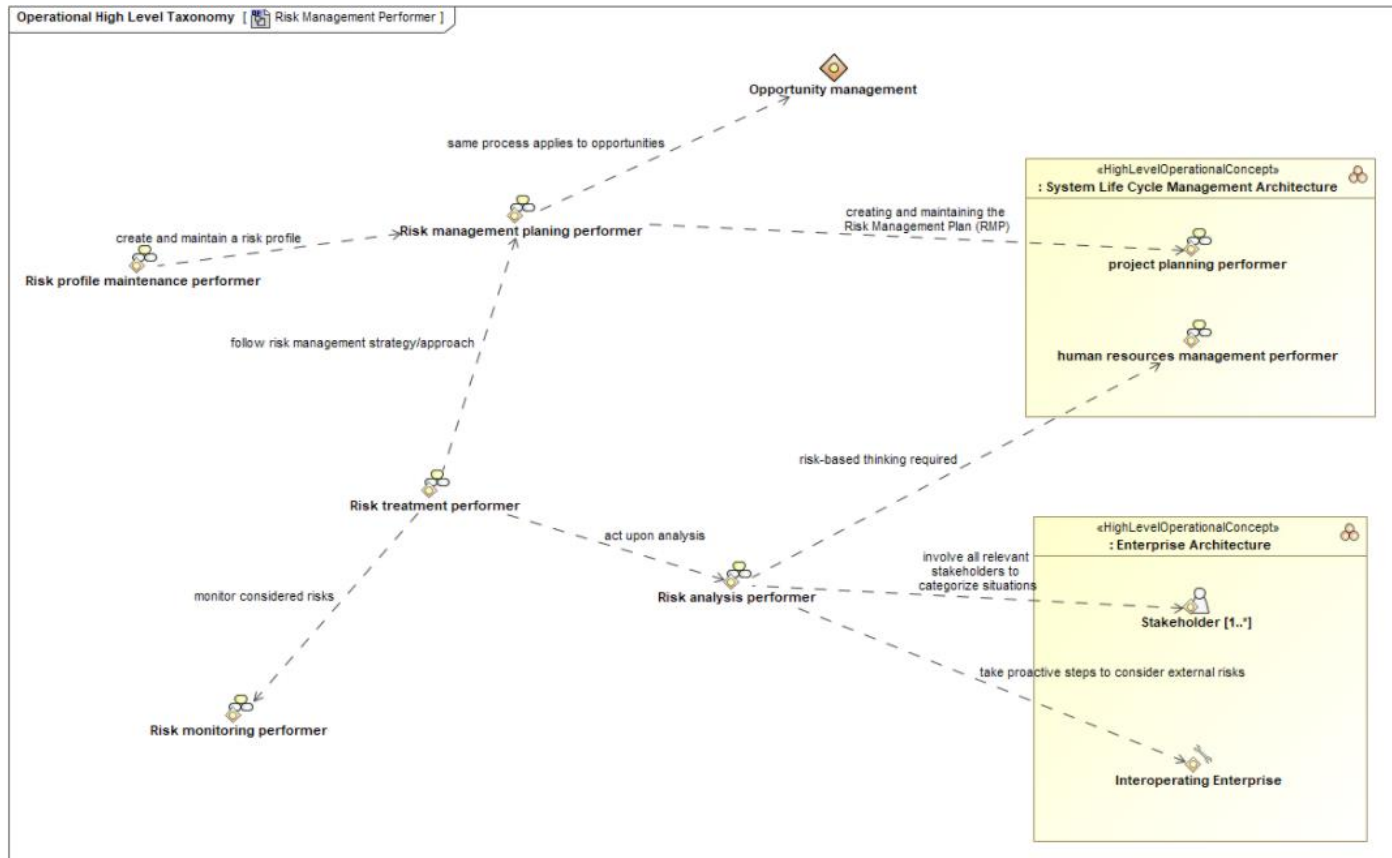 Operational High Level Taxonomy [ Risk Management Performer ]
Opportunity management
same process applies to opportunities
«HighLevelOperationalConcept»
: System Life Cycle Management Architecture
creating and maintaining the
Risk Management Plan (RMP)
Risk management planing performer
create and maintain a risk profile
project planning performer
Risk profile maintenance performer
follow risk management strategy/approach
human resources management performer
risk-based thinking required
Risk treatment performer
act upon analysis
«HighLevelOperationalConcept»
: Enterprise Architecture
involve all relevant
stakeholders to
categorize situations
monitor considered risks
Risk analysis performer
Stakeholder [1..*]
take proactive steps to consider external risks
Risk monitoring performer
Interoperating Enterprise